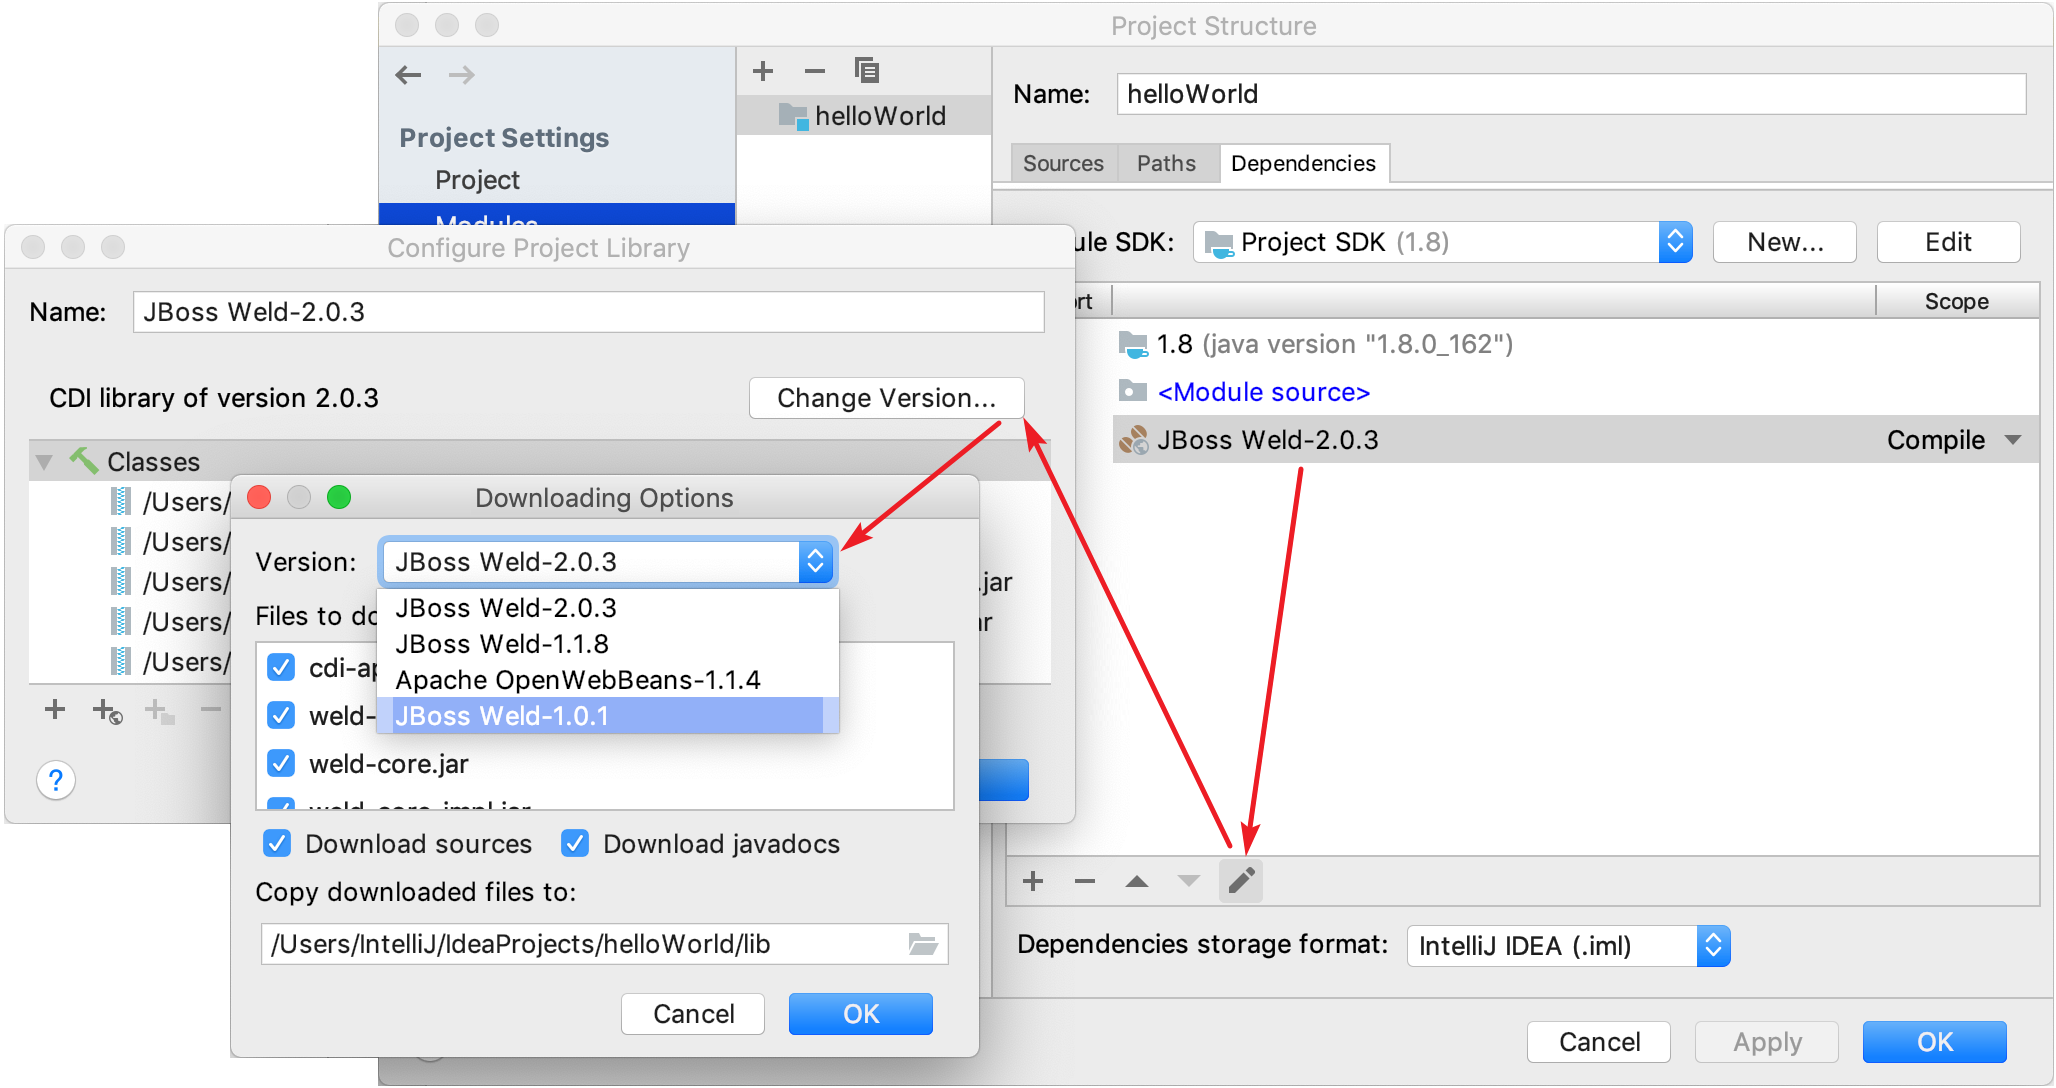 Project Structure
Project Settings
Project
Modules
helloWorld
Name: helloWorld
Sources Paths Dependencies
SDK: Project SDK (1.8) New... Edit
Scope
1.8 (java version "1.8.0_162")
<Module source>
JBoss Weld-2.0.3 Compile
Dependencies storage format: IntelliJ IDEA (.iml)
Cancel Apply OK
Configure Project Library
Name: JBoss Weld-2.0.3
CDI library of version 2.0.3 Change Version...
Classes
/Users/
/Users/
/Users/ .jar
/Users/
/Users/
?
Downloading Options
Version: JBoss Weld-2.0.3
JBoss Weld-2.0.3
JBoss Weld-1.1.8
Apache OpenWebBeans-1.1.4
JBoss Weld-1.0.1
Files to
cdi-
weld-
weld-core.jar
weld-core-impl.jar
Download sources Download javadocs
Copy downloaded files to:
/Users/IntelliJ/IdeaProjects/helloWorld/lib
Cancel OK